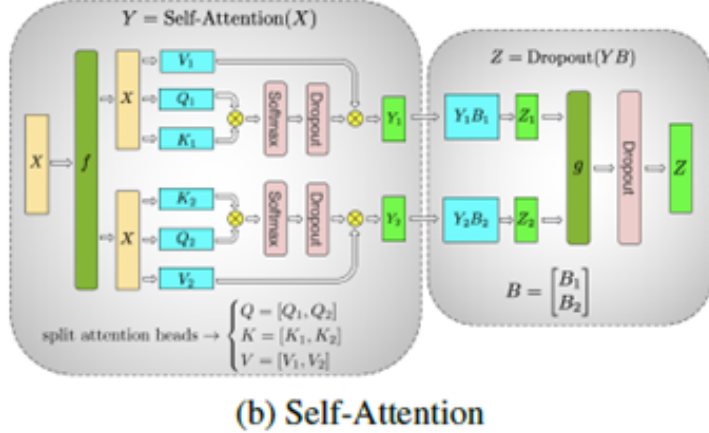 Y = Self-Attention(X)
Z = Dropout(YB)
X
f
X
V₁
Q₁
K₁
Softmax
Dropout
Y₁
X
K₂
Q₂
V₂
Softmax
Dropout
Y₂
Y₁B₁
Z₁
Y₂B₂
Z₂
g
Dropout
Z
split attention heads → { Q = [Q₁, Q₂]
K = [K₁, K₂]
V = [V₁, V₂]
B = [B₁
B₂]
(b) Self-Attention